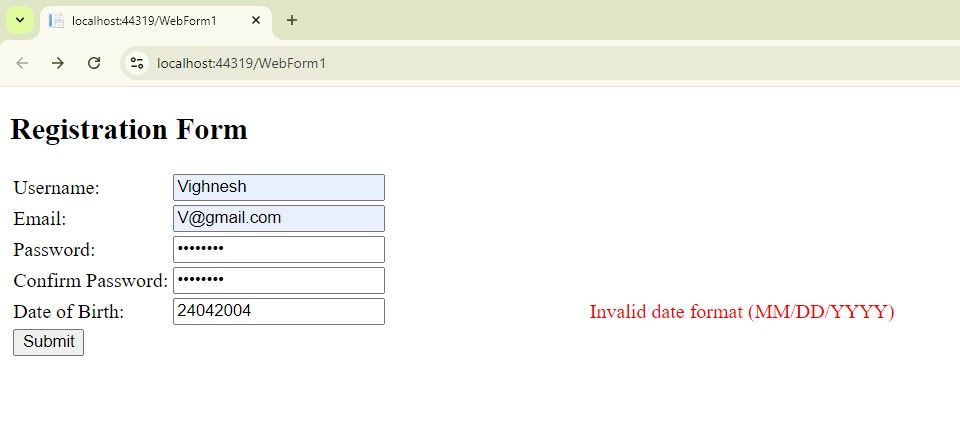 localhost:44319/WebForm1
localhost:44319/WebForm1
Registration Form
Username: Vighnesh
Email: V@gmail.com
Password: ••••••••
Confirm Password: ••••••••
Date of Birth: 24042004 Invalid date format (MM/DD/YYYY)
Submit